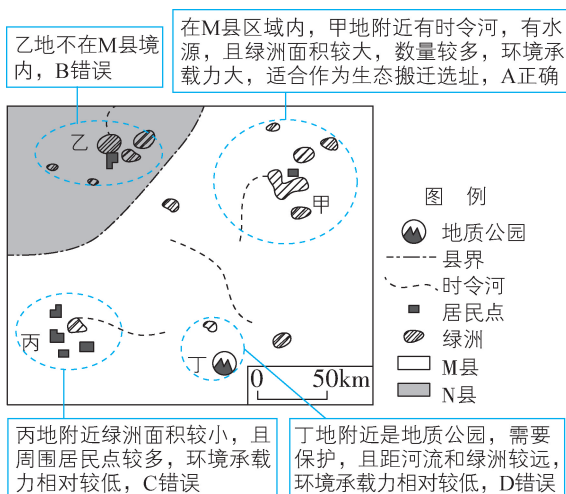 乙地不在M县境
内，B错误
在M县区域内，甲地附近有时令河，有水
源，且绿洲面积较大，数量较多，环境承
载力大，适合作为生态搬迁选址，A正确
乙
甲
丙
丁
0 50km
图 例
地质公园
县界
时令河
居民点
绿洲
M县
N县
丙地附近绿洲面积较小，且
周围居民点较多，环境承载
力相对较低，C错误
丁地附近是地质公园，需要
保护，且距河流和绿洲较远，
环境承载力相对较低，D错误